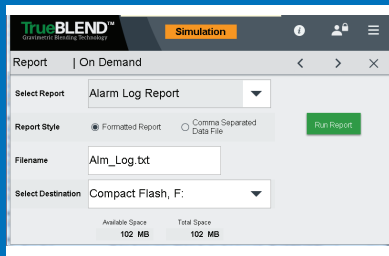 TrueBLEND™
Gravimetric Blending Technology
Simulation
Report | On Demand
Select Report
Alarm Log Report
Report Style
Formatted Report
Comma Separated
Data File
Run Report
Filename
Alm_Log.txt
Select Destination
Compact Flash, F:
Available Space
Total Space
102 MB
102 MB